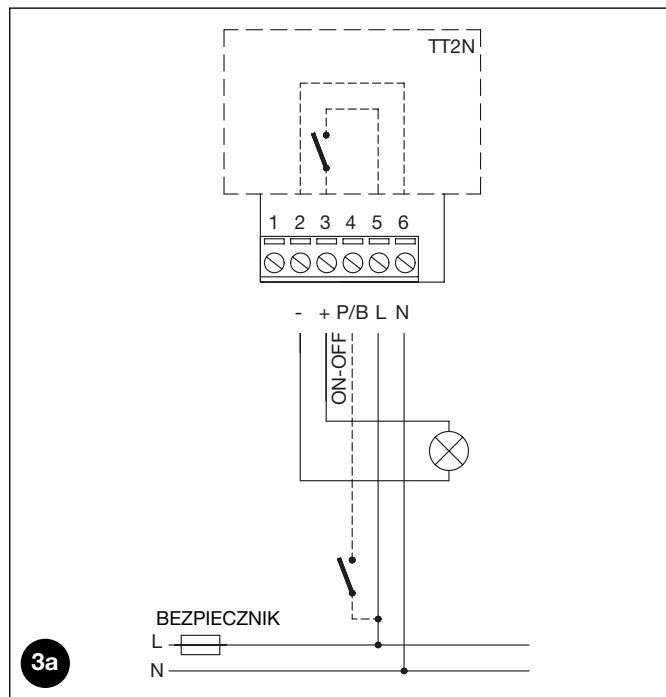 TT2N
1 2 3 4 5 6
- + P/B L N
ON-OFF
BEZPIECZNIK
L
N
3a